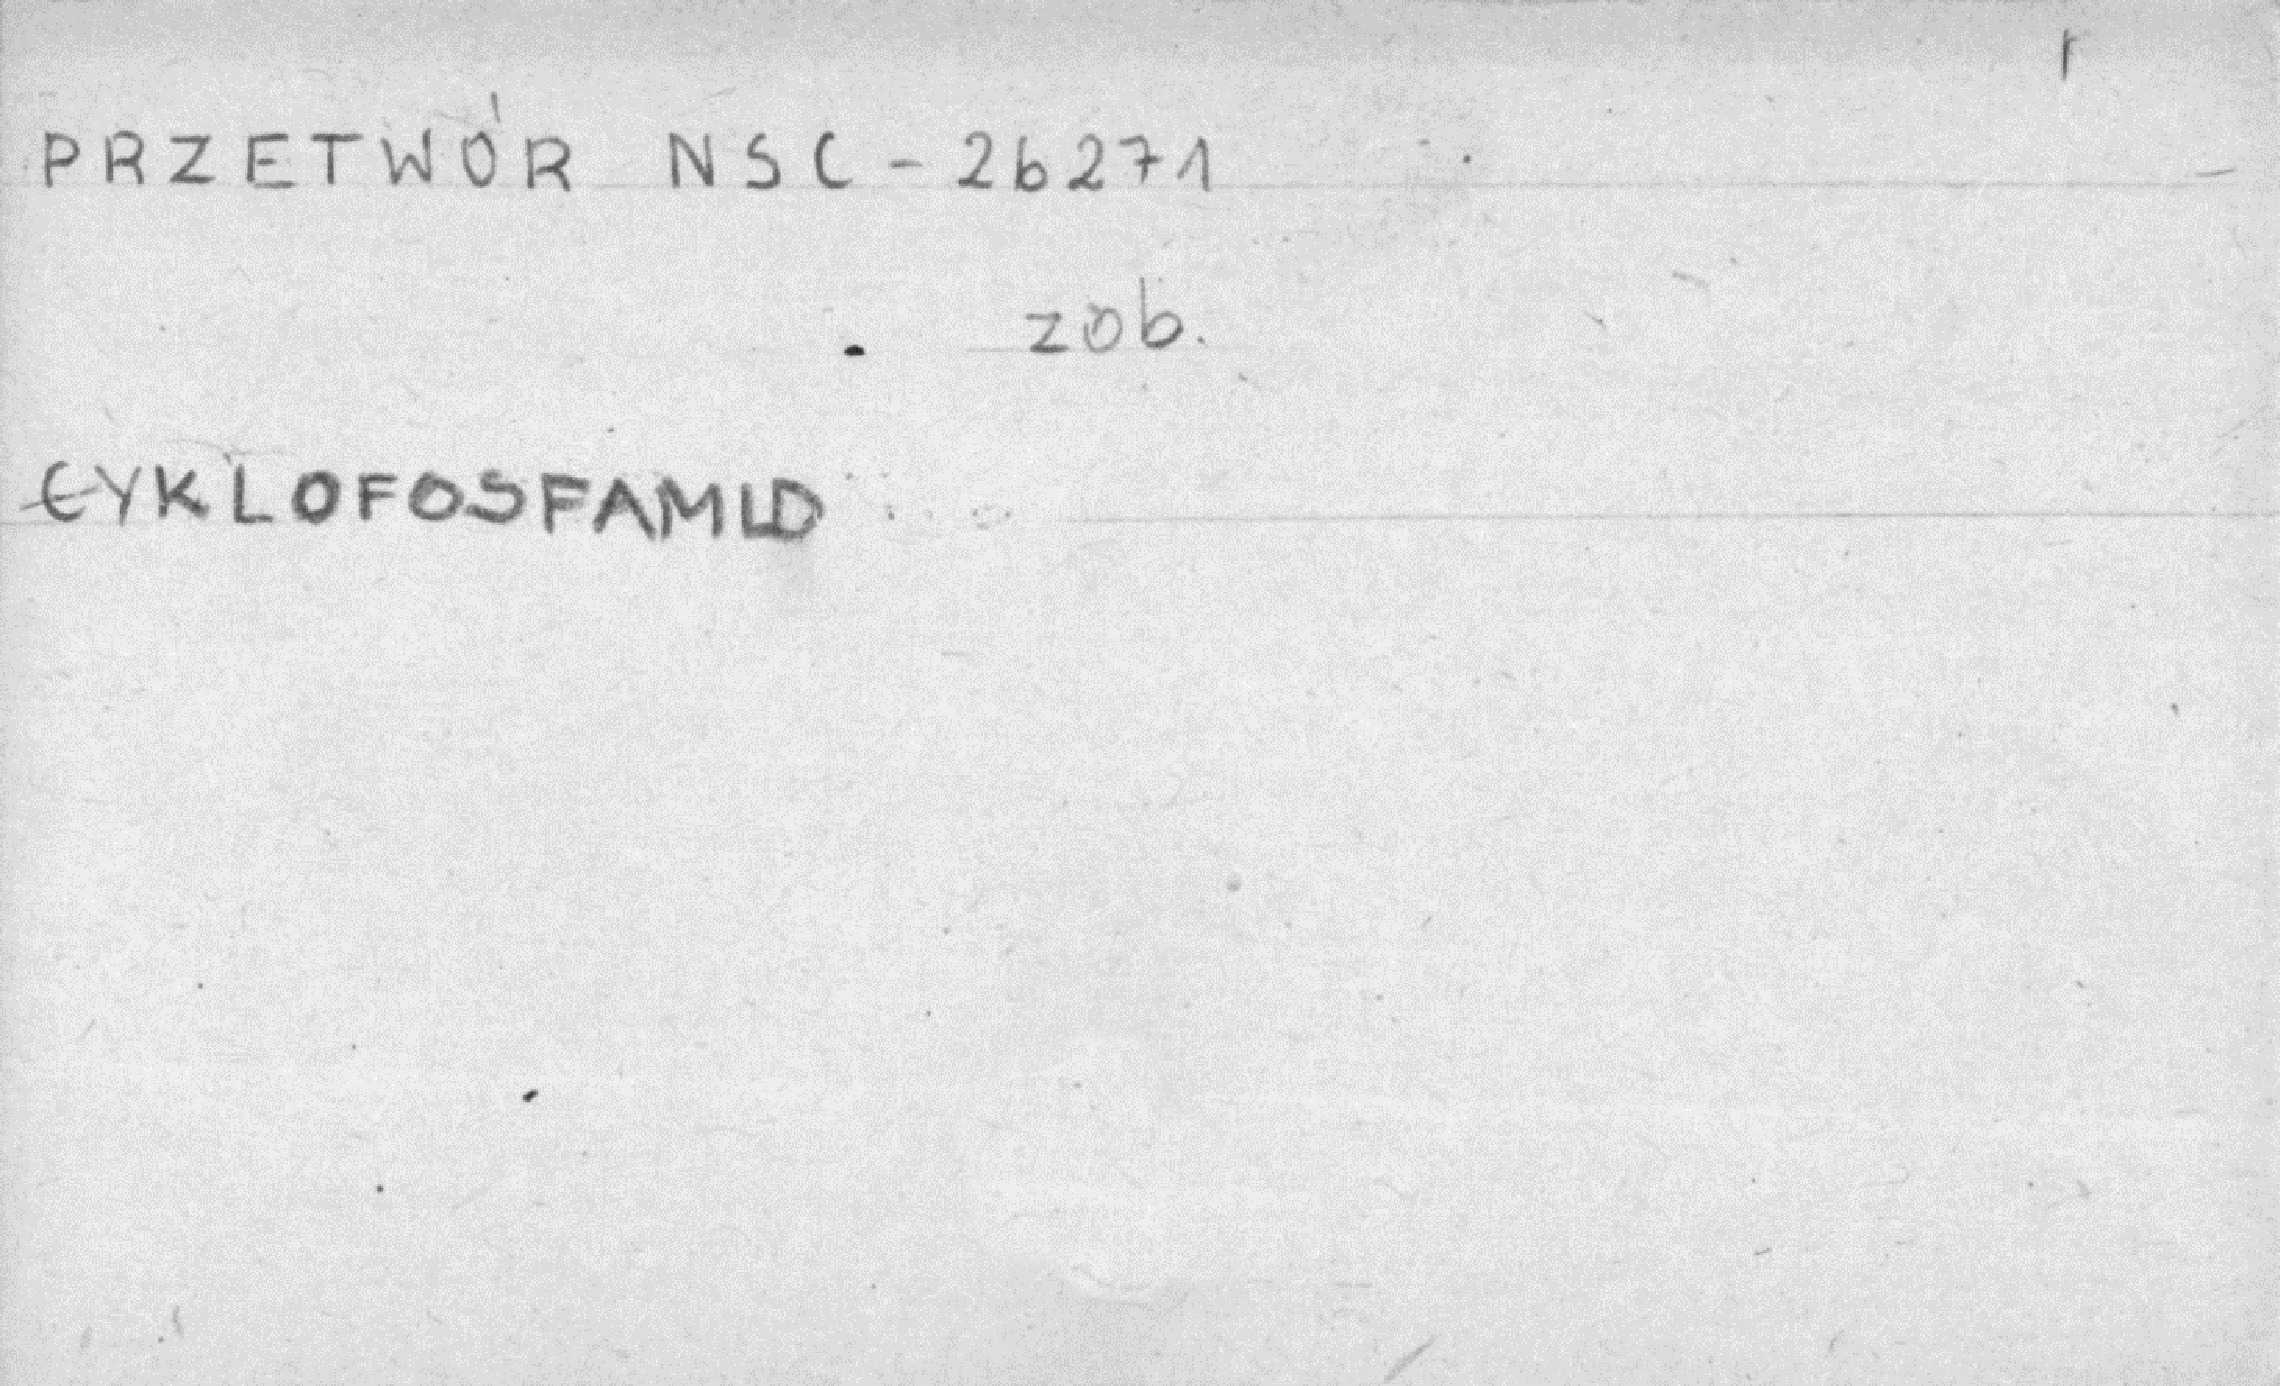 PRZETWÓR NSC-26271
zob.
CYKLOFOSFAMID